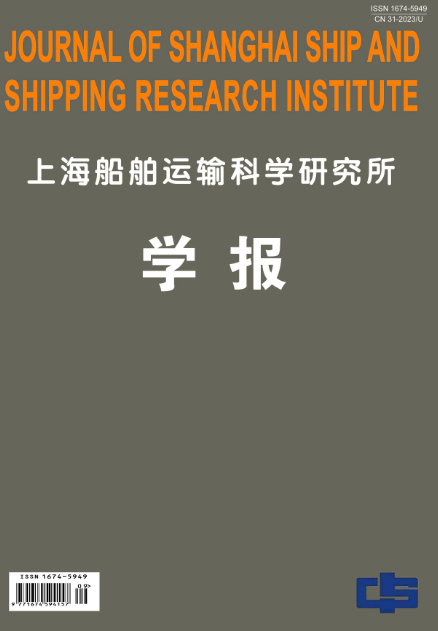 ISSN 1674-5949
CN 31-2023/U
JOURNAL OF SHANGHAI SHIP AND
SHIPPING RESEARCH INSTITUTE
上海船舶运输科学研究所
学报
ISSN 1674-5949
09>
9 771674 594157